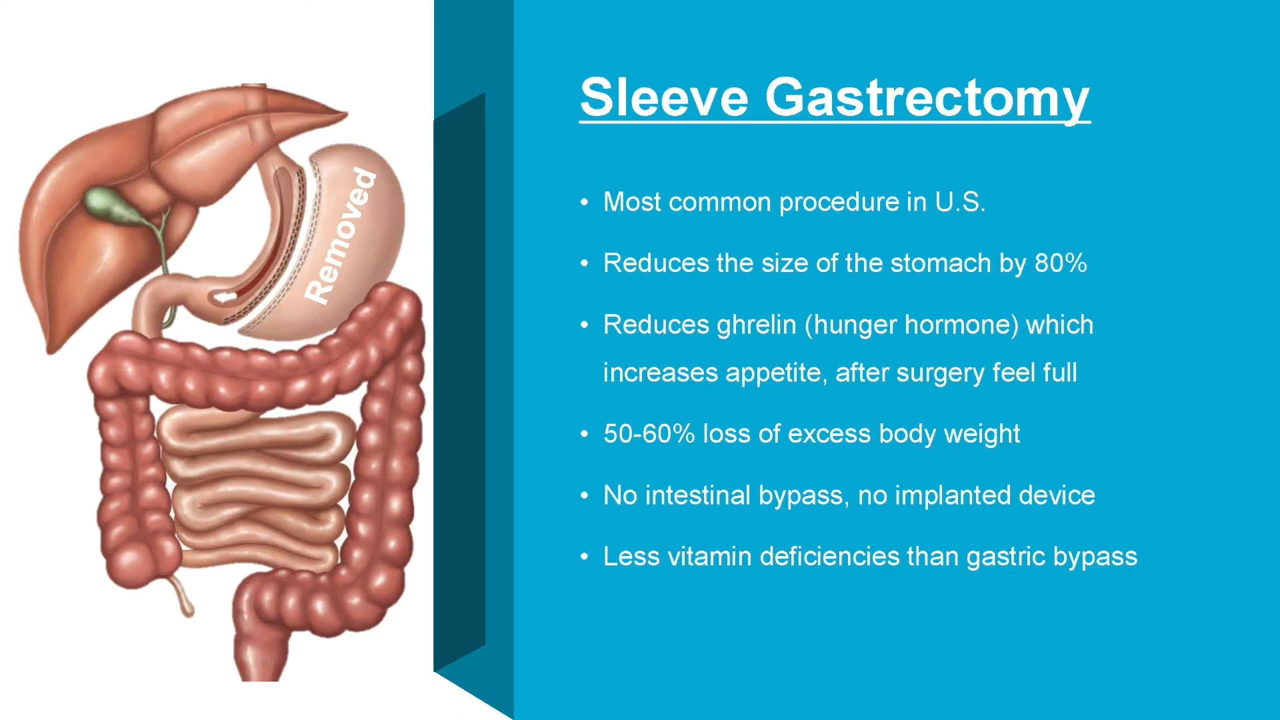 Sleeve Gastrectomy
• Most common procedure in U.S.
• Reduces the size of the stomach by 80%
• Reduces ghrelin (hunger hormone) which
increases appetite, after surgery feel full
• 50-60% loss of excess body weight
• No intestinal bypass, no implanted device
• Less vitamin deficiencies than gastric bypass
Removed